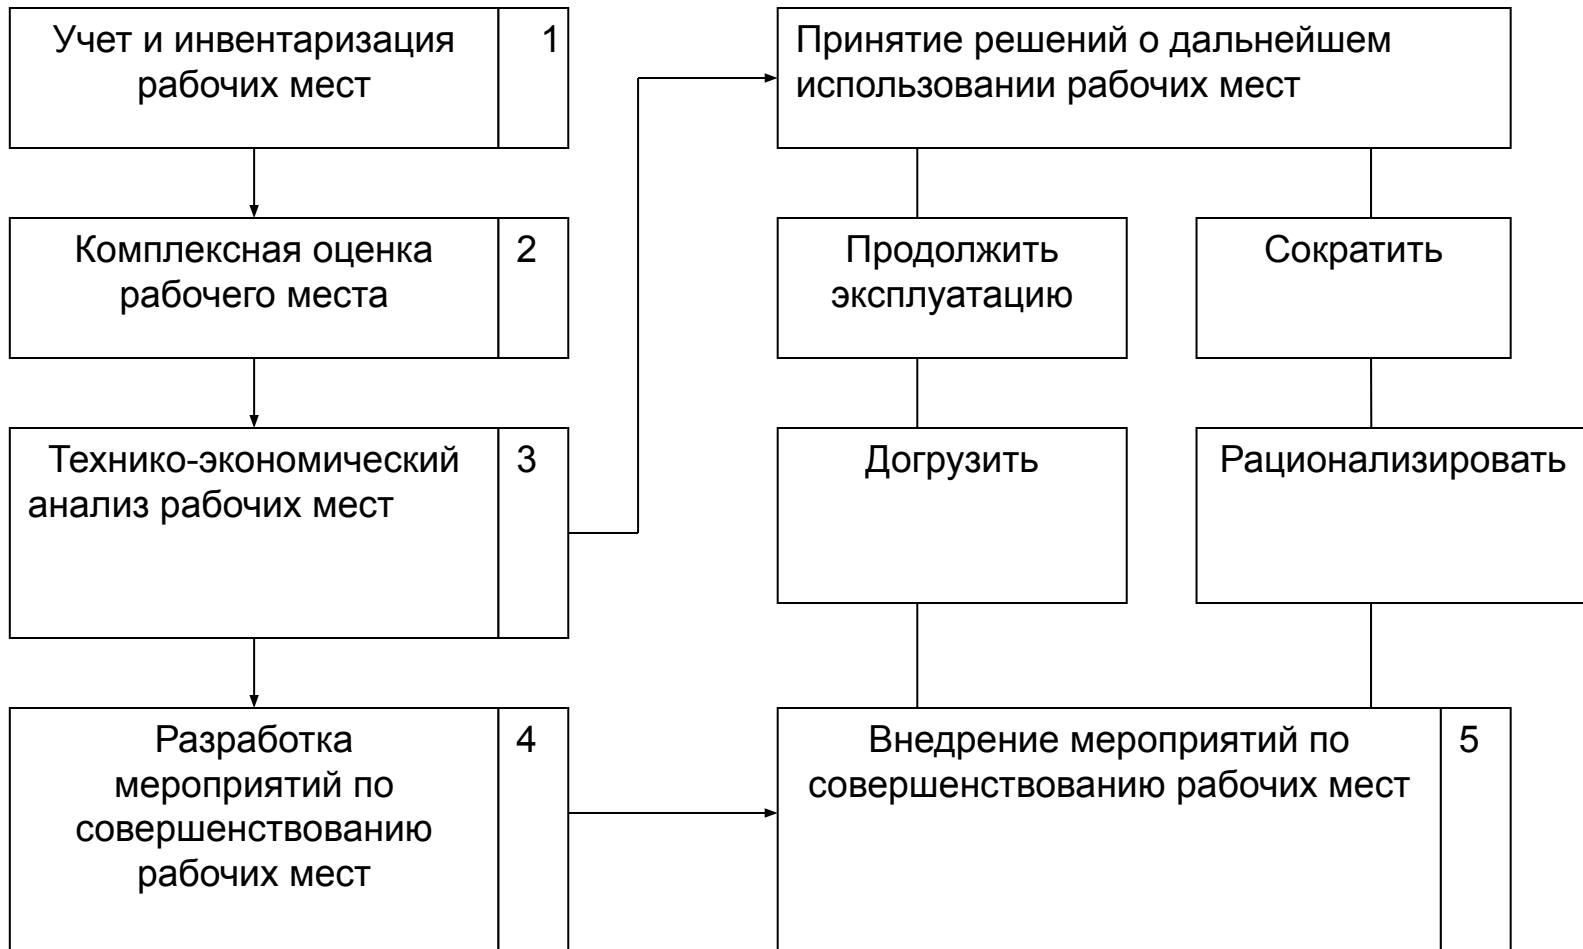 Учет и инвентаризация 1
рабочих мест
Принятие решений о дальнейшем
использовании рабочих мест
Комплексная оценка 2
рабочего места
Продолжить
эксплуатацию
Сократить
Технико-экономический 3
анализ рабочих мест
Догрузить
Рационализировать
Разработка 4
мероприятий по
совершенствованию
рабочих мест
Внедрение мероприятий по 5
совершенствованию рабочих мест